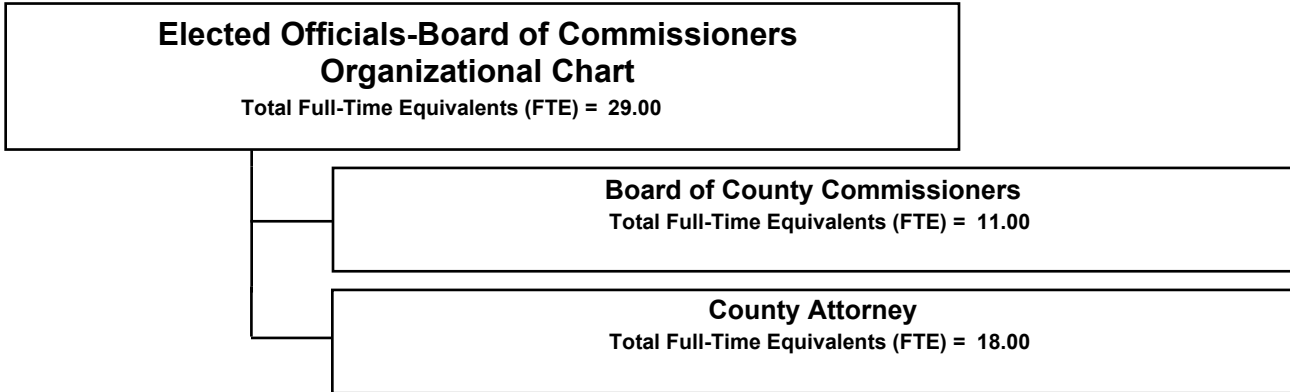 Elected Officials-Board of Commissioners
Organizational Chart
Total Full-Time Equivalents (FTE) = 29.00
Board of County Commissioners
Total Full-Time Equivalents (FTE) = 11.00
County Attorney
Total Full-Time Equivalents (FTE) = 18.00